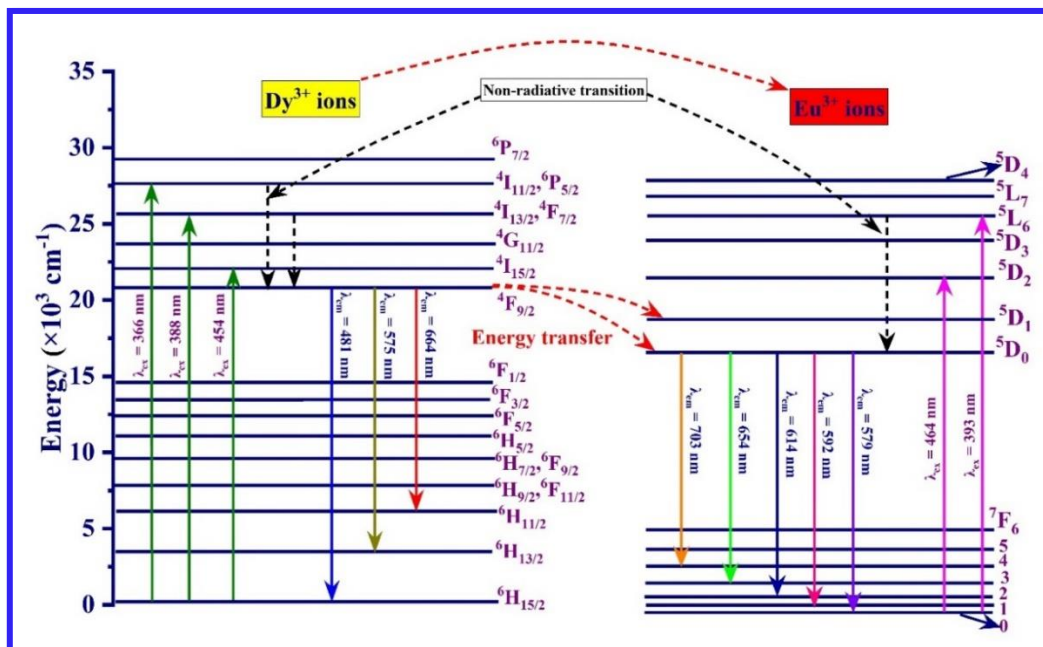 Energy (×10³ cm⁻¹)
35
30
25
20
15
10
5
0
Dy³⁺ ions
Non-radiative transition
Eu³⁺ ions
⁶P₇/₂
⁴I₁₁/₂,⁶P₅/₂
⁴I₁₃/₂,⁴F₇/₂
⁴G₁₁/₂
⁴I₁₅/₂
⁴F₉/₂
⁶F₁/₂
⁶F₃/₂
⁶F₅/₂
⁶H₅/₂
⁶H₇/₂,⁶F₉/₂
⁶H₉/₂,⁶F₁₁/₂
⁶H₁₁/₂
⁶H₁₃/₂
⁶H₁₅/₂
λex = 366 nm
λex = 388 nm
λex = 454 nm
λem = 481 nm
λem = 575 nm
λem = 664 nm
Energy transfer
⁵D₄
⁵L₇
⁵L₆
⁵D₃
⁵D₂
⁵D₁
⁵D₀
λem = 703 nm
λem = 654 nm
λem = 614 nm
λem = 592 nm
λem = 579 nm
λex = 464 nm
λex = 393 nm
⁷F₆
5
4
3
2
1
0